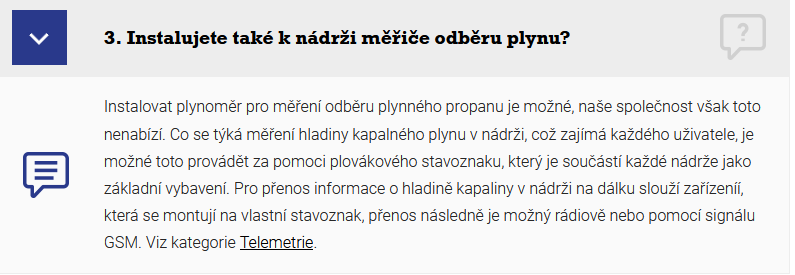 3. Instalujete také k nádrži měřiče odběru plynu?
Instalovat plynoměr pro měření odběru plynného propanu je možné, naše společnost však toto
nenabízí. Co se týká měření hladiny kapalného plynu v nádrži, což zajímá každého uživatele, je
možné toto provádět za pomoci plovákového stavoznaku, který je součástí každé nádrže jako
základní vybavení. Pro přenos informace o hladině kapaliny v nádrži na dálku slouží zařízeníí,
která se montují na vlastní stavoznak, přenos následně je možný rádiově nebo pomocí signálu
GSM. Viz kategorie Telemetrie.